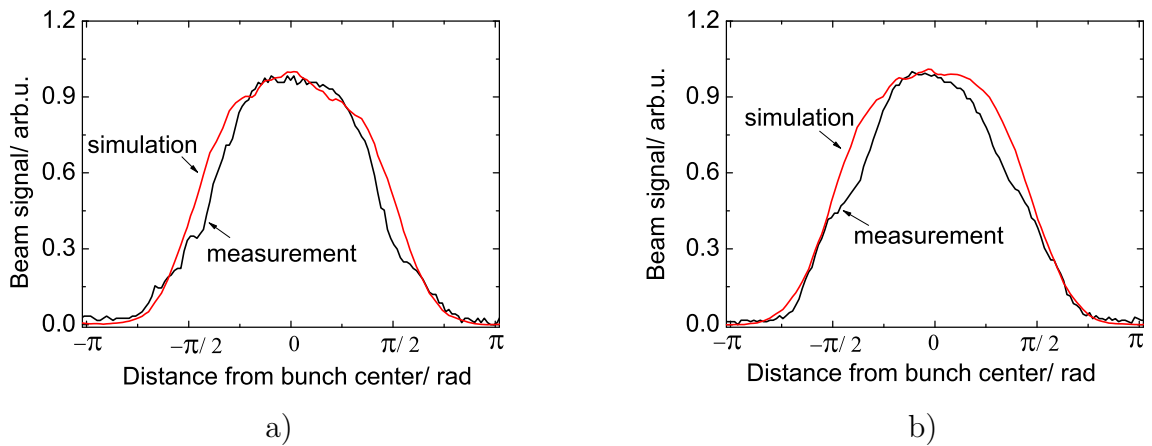 1.2
0.9
0.6
0.3
0.0
Beam signal/ arb.u.
simulation
measurement
−π
−π/ 2
0
π/ 2
π
Distance from bunch center/ rad
a)
1.2
0.9
0.6
0.3
0.0
Beam signal/ arb.u.
simulation
measurement
−π
−π/ 2
0
π/ 2
π
Distance from bunch center/ rad
b)